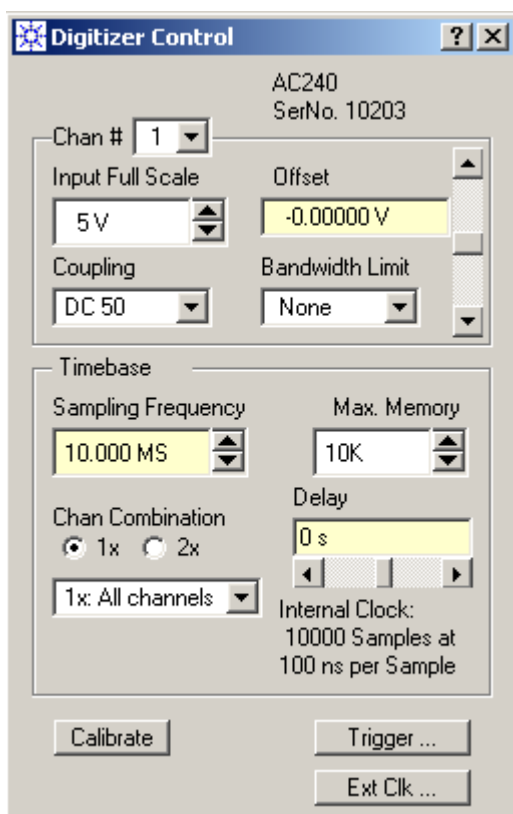 Digitizer Control
AC240
SerNo. 10203
Chan # 1
Input Full Scale
Offset
5 V
-0.00000 V
Coupling
Bandwidth Limit
DC 50
None
Timebase
Sampling Frequency
Max. Memory
10.000 MS
10K
Chan Combination
1x 2x
Delay
0 s
1x: All channels
Internal Clock:
10000 Samples at
100 ns per Sample
Calibrate
Trigger ...
Ext Clk ...